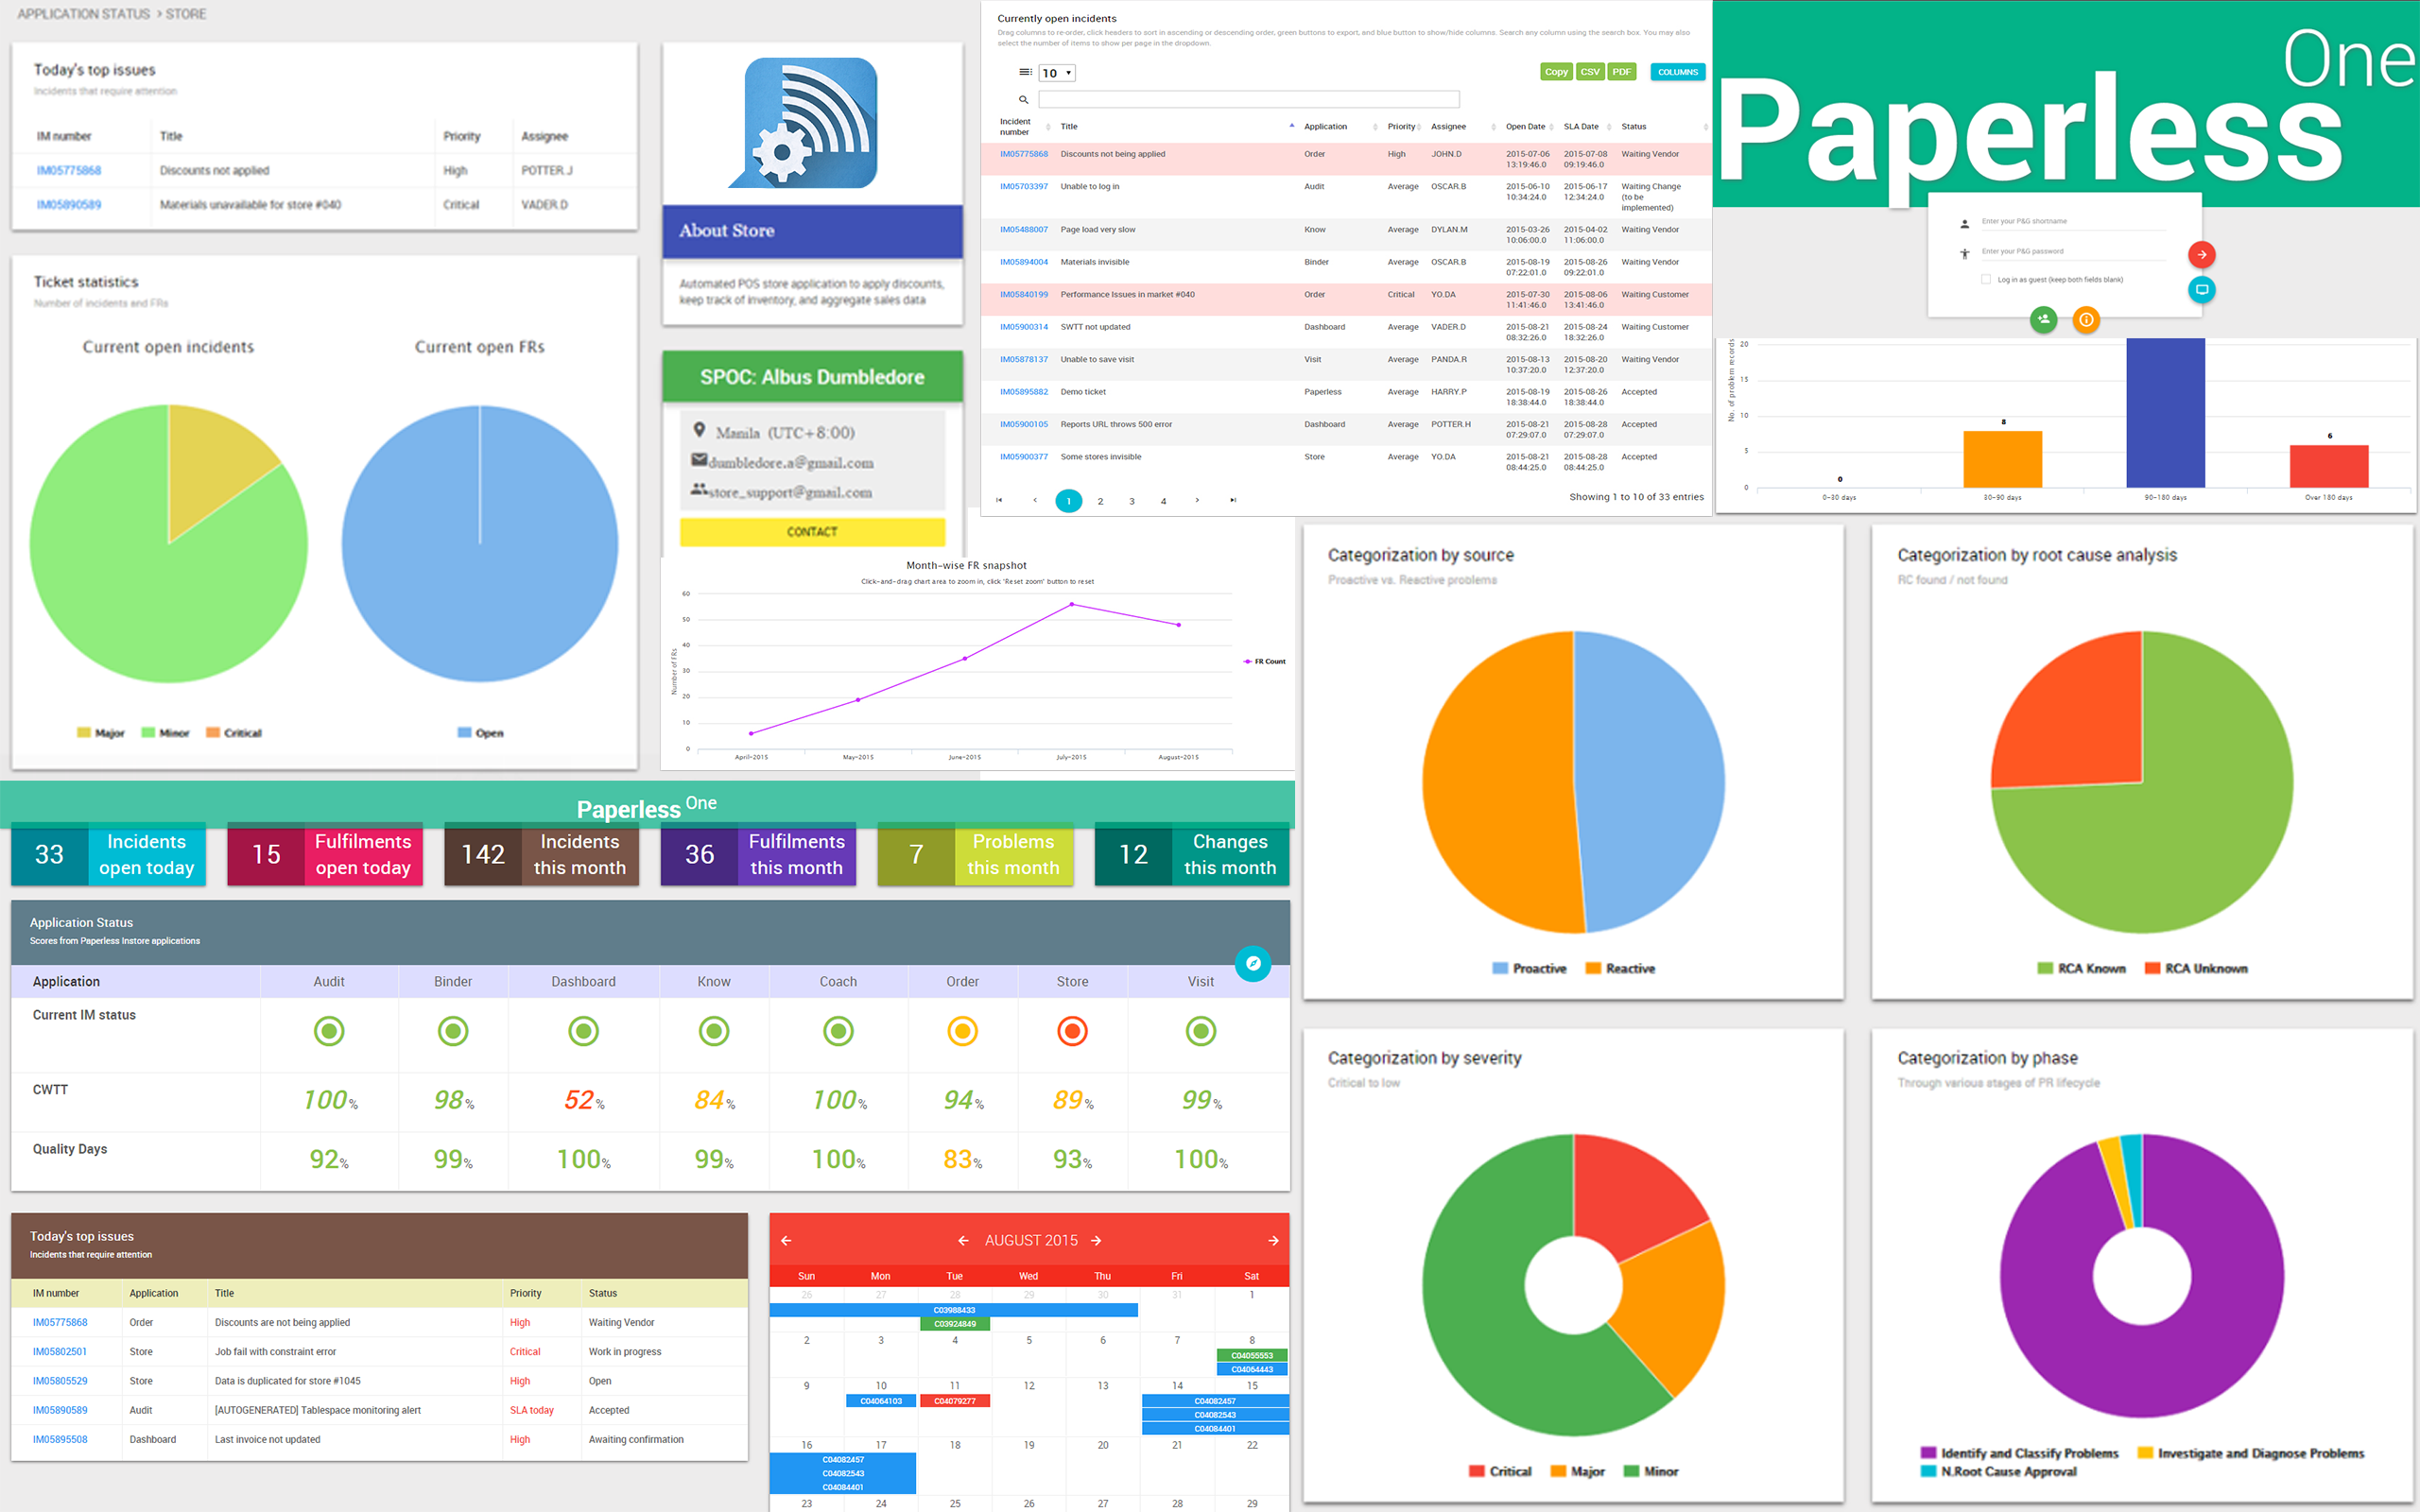 APPLICATION STATUS > STORE
Today's top issues
Incidents that require attention
IM number Title Priority Assignee
IM05775868 Discounts not applied High POTTER.J
IM05890589 Materials unavailable for store #040 Critical VADER.D
Ticket statistics
Number of incidents and FRs
Current open incidents Current open FRs
Major Minor Critical
Open
About Store
Automated POS store application to apply discounts,
keep track of inventory, and aggregate sales data
SPOC: Albus Dumbledore
Manila (UTC+8:00)
dumbledore.a@gmail.com
store_support@gmail.com
CONTACT
Currently open incidents
Drag columns to re-order, click headers to sort in ascending or descending order, green buttons to export, and blue button to show/hide columns. Search any column using the search box. You may also
select the number of items to show per page in the dropdown.
10
Copy CSV PDF COLUMNS
Incident number Title Application Priority Assignee Open Date SLA Date Status
IM05775868 Discounts not being applied Order High JOHN.D 2015-07-06 13:19:46.0 2015-07-08 09:19:46.0 Waiting Vendor
IM05703397 Unable to log in Audit Average OSCAR.B 2015-06-10 10:34:24.0 2015-06-17 12:34:24.0 Waiting Change (to be implemented)
IM05488007 Page load very slow Know Average DYLAN.M 2015-03-26 10:06:00.0 2015-04-02 11:06:00.0 Waiting Vendor
IM05894004 Materials invisible Binder Average OSCAR.B 2015-08-19 07:22:01.0 2015-08-26 09:22:01.0 Waiting Vendor
IM05840199 Performance Issues in market #040 Order Critical YO.DA 2015-07-30 11:41:46.0 2015-08-06 13:41:46.0 Waiting Customer
IM05900314 SWTT not updated Dashboard Average VADER.D 2015-08-21 08:32:26.0 2015-08-24 18:32:26.0 Waiting Customer
IM05878137 Unable to save visit Visit Average PANDA.R 2015-08-13 10:37:20.0 2015-08-20 12:37:20.0 Waiting Vendor
IM05895882 Demo ticket Paperless Average HARRY.P 2015-08-19 18:38:44.0 2015-08-26 18:38:44.0 Accepted
IM05900105 Reports URL throws 500 error Dashboard Average POTTER.H 2015-08-21 07:29:07.0 2015-08-28 07:29:07.0 Accepted
IM05900377 Some stores invisible Store Average YO.DA 2015-08-21 08:44:25.0 2015-08-28 08:44:25.0 Accepted
1 2 3 4
Showing 1 to 10 of 33 entries
One
Paperless
Enter your P&G shortname
Enter your P&G password
Log in as guest (keep both fields blank)
No. of problem records
20
15
10
5
0
0 8 6
0-30 days 30-90 days 90-180 days Over 180 days
Month-wise FR snapshot
Click-and-drag chart area to zoom in, click 'Reset zoom' button to reset
Number of FRs
60
50
40
30
20
10
0
April-2015 May-2015 June-2015 July-2015 August-2015
FR Count
Paperless One
33 Incidents open today
15 Fulfilments open today
142 Incidents this month
36 Fulfilments this month
7 Problems this month
12 Changes this month
Application Status
Scores from Paperless Instore applications
Application Audit Binder Dashboard Know Coach Order Store Visit
Current IM status
CWTT 100% 98% 52% 84% 100% 94% 89% 99%
Quality Days 92% 99% 100% 99% 100% 83% 93% 100%
Today's top issues
Incidents that require attention
IM number Application Title Priority Status
IM05775868 Order Discounts are not being applied High Waiting Vendor
IM05802501 Store Job fail with constraint error Critical Work in progress
IM05805529 Store Data is duplicated for store #1045 High Open
IM05890589 Audit [AUTOGENERATED] Tablespace monitoring alert SLA today Accepted
IM05895508 Dashboard Last invoice not updated High Awaiting confirmation
AUGUST 2015
Sun Mon Tue Wed Thu Fri Sat
26 27 28 29 30 31 1
C03988433
C03924849
2 3 4 5 6 7 8
C04055553
C04064443
9 10 11 12 13 14 15
C04064103 C04079277 C04082457
C04082543
C04084401
16 17 18 19 20 21 22
C04082457
C04082543
C04084401
23 24 25 26 27 28 29
Categorization by source
Proactive vs. Reactive problems
Proactive Reactive
Categorization by root cause analysis
RC found / not found
RCA Known RCA Unknown
Categorization by severity
Critical to low
Critical Major Minor
Categorization by phase
Through various stages of PR lifecycle
Identify and Classify Problems Investigate and Diagnose Problems
N.Root Cause Approval